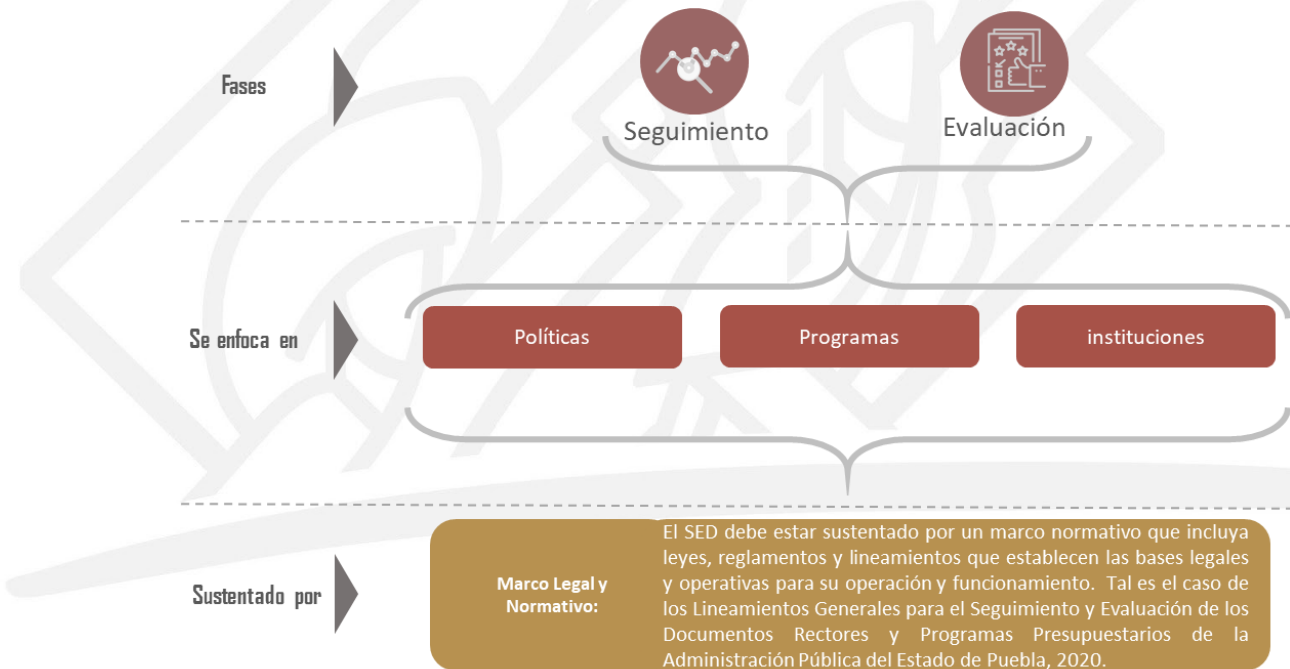 Fases
Seguimiento
Evaluación
Se enfoca en
Políticas
Programas
instituciones
Sustentado por
Marco Legal y
Normativo:
El SED debe estar sustentado por un marco normativo que incluya
leyes, reglamentos y lineamientos que establecen las bases legales
y operativas para su operación y funcionamiento. Tal es el caso de
los Lineamientos Generales para el Seguimiento y Evaluación de los
Documentos Rectores y Programas Presupuestarios de la
Administración Pública del Estado de Puebla, 2020.